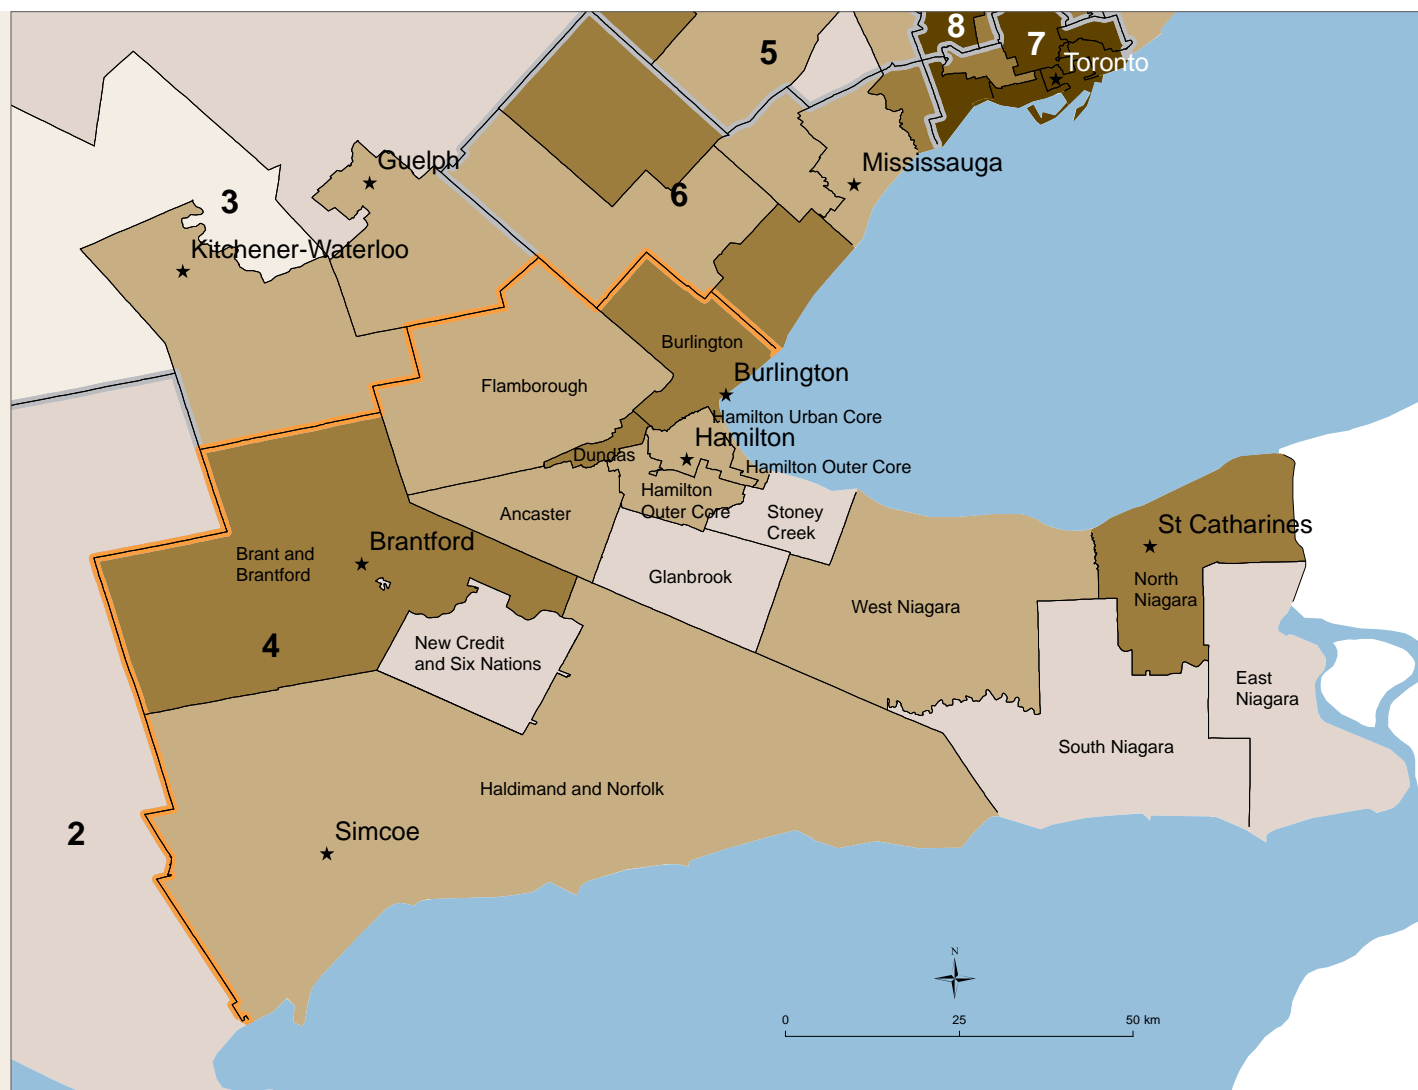 8
7
5
Toronto
Guelph
Mississauga
3
6
Kitchener-Waterloo
Burlington
Burlington
Flamborough
Hamilton Urban Core
Hamilton
Dundas
Hamilton Outer Core
Hamilton
Outer Core
Ancaster
Stoney
Creek
St Catharines
Brantford
Brant and
Brantford
Glanbrook
North
Niagara
West Niagara
4
New Credit
and Six Nations
East
Niagara
South Niagara
Haldimand and Norfolk
2
Simcoe
N
0
25
50 km